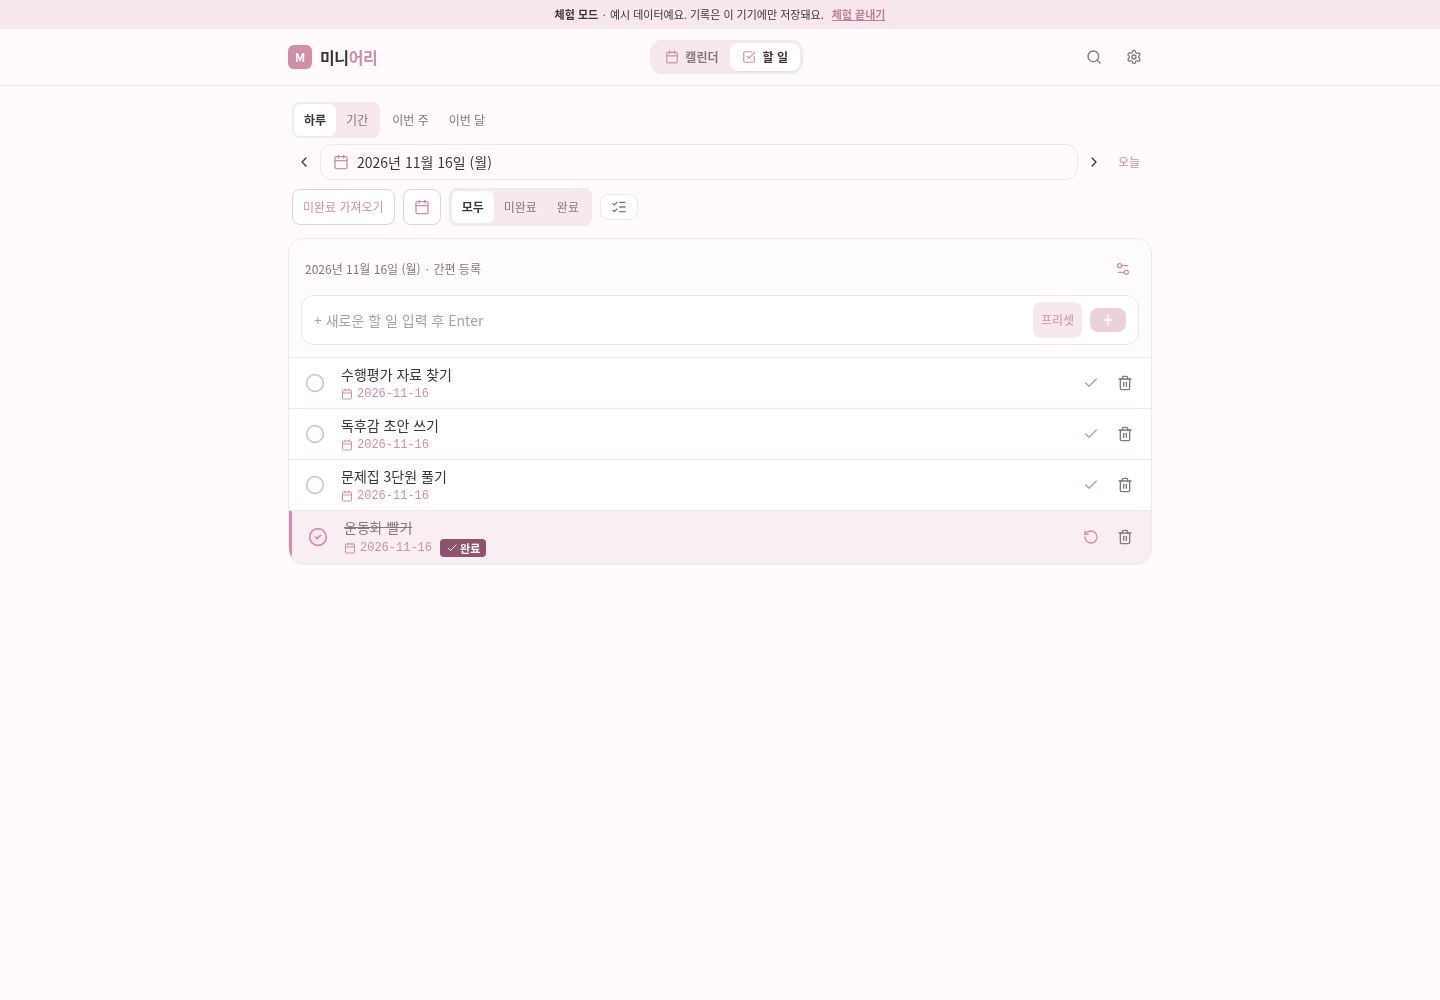 체험 모드 · 예시 데이터예요. 기록은 이 기기에만 저장돼요. 체험 끝내기
M 미니어리
캘린더 할 일
하루 기간 이번 주 이번 달
2026년 11월 16일 (월) 오늘
미완료 가져오기 모두 미완료 완료
2026년 11월 16일 (월) · 간편 등록
+ 새로운 할 일 입력 후 Enter 프리셋
수행평가 자료 찾기
2026-11-16
독후감 초안 쓰기
2026-11-16
문제집 3단원 풀기
2026-11-16
운동화 빨기
2026-11-16 완료